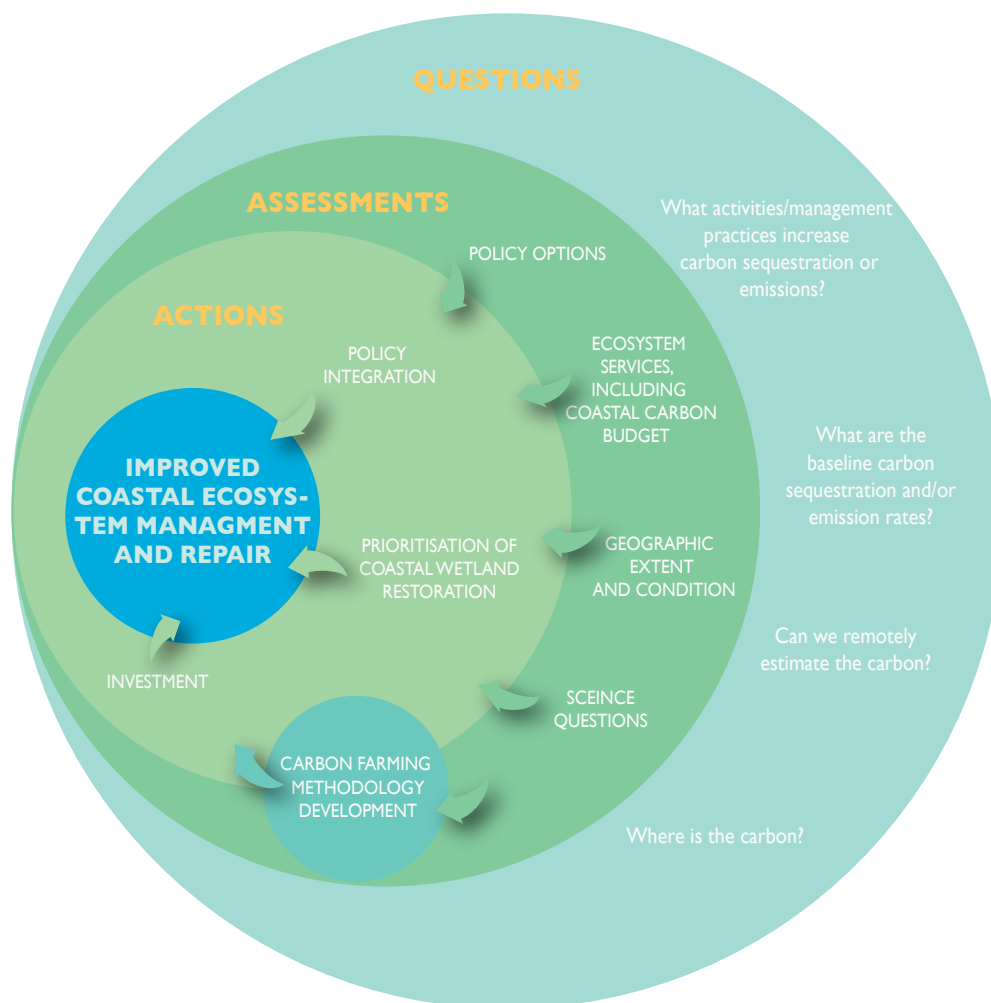 QUESTIONS
ASSESSMENTS
ACTIONS
What activities/management
practices increase
carbon sequestration or
emissions?
POLICY OPTIONS
ECOSYSTEM
SERVICES,
INCLUDING
COASTAL CARBON
BUDGET
POLICY
INTEGRATION
What are the
baseline carbon
sequestration and/or
emission rates?
IMPROVED
COASTAL ECOSYS-
TEM MANAGMENT
AND REPAIR
PRIORITISATION OF
COASTAL WETLAND
RESTORATION
GEOGRAPHIC
EXTENT
AND CONDITION
Can we remotely
estimate the carbon?
INVESTMENT
SCEINCE
QUESTIONS
CARBON FARMING
METHODOLOGY
DEVELOPMENT
Where is the carbon?